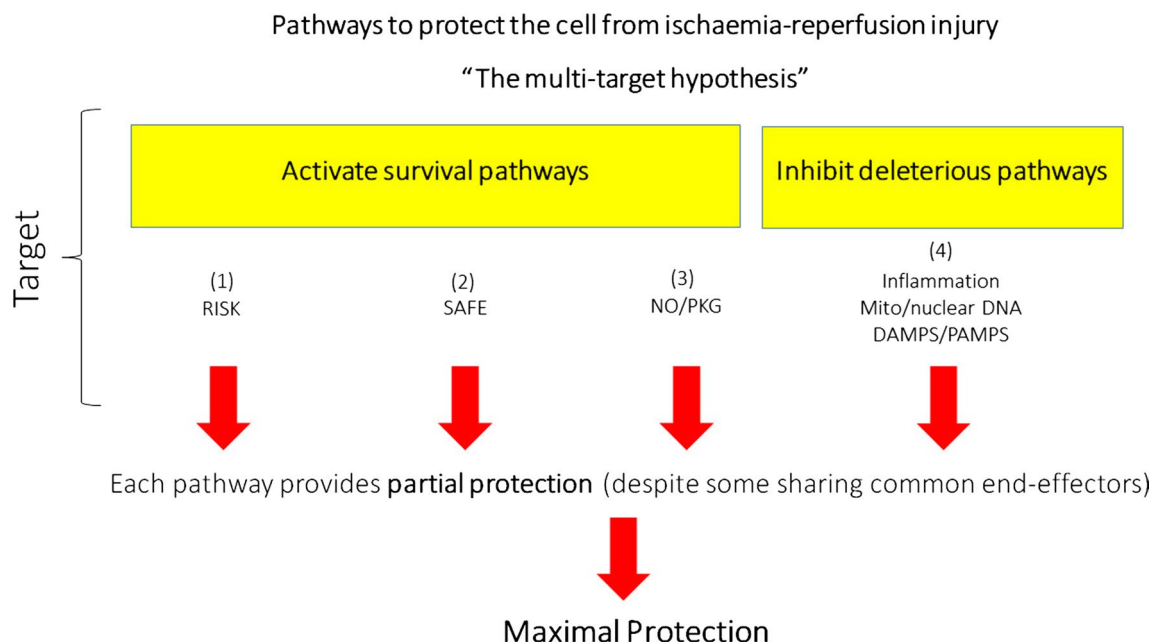 Pathways to protect the cell from ischaemia-reperfusion injury
“The multi-target hypothesis”
Target
Activate survival pathways
Inhibit deleterious pathways
(1)
RISK
(2)
SAFE
(3)
NO/PKG
(4)
Inflammation
Mito/nuclear DNA
DAMPS/PAMPS
Each pathway provides partial protection (despite some sharing common end-effectors)
Maximal Protection